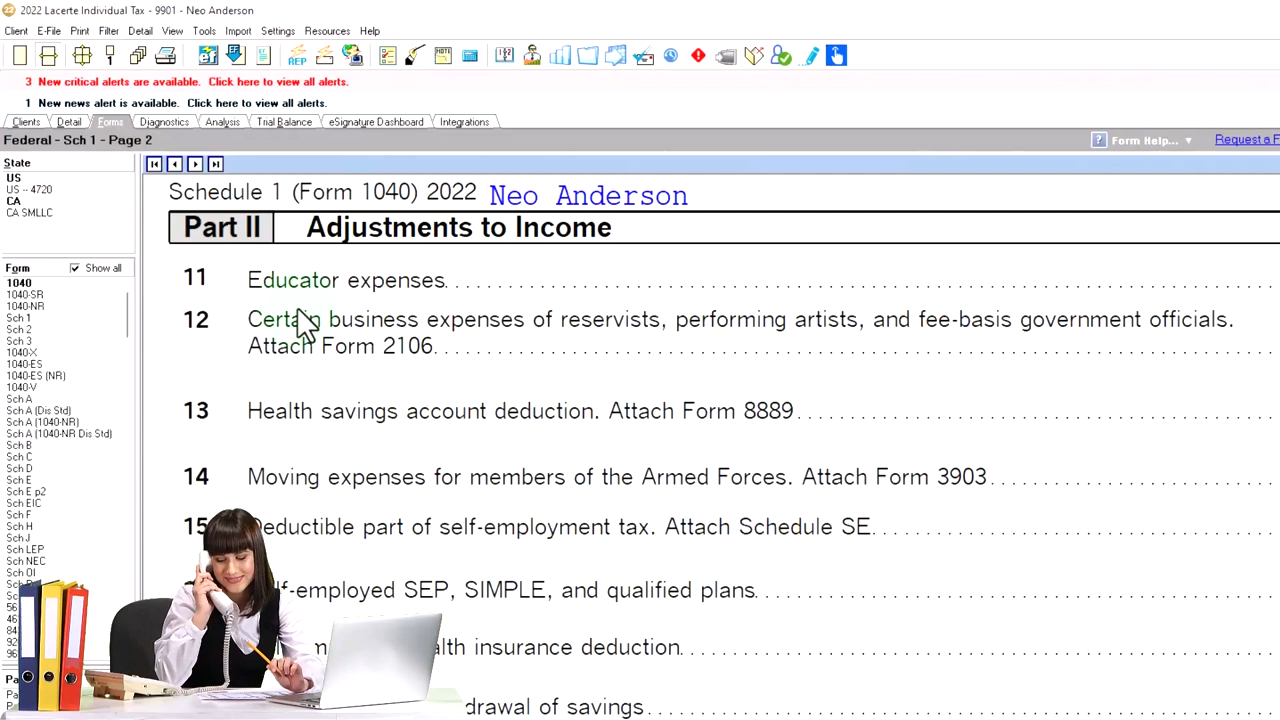 2022 Lacerte Individual Tax - 9901 - Neo Anderson
Client E-File Print Filter Detail View Tools Import Settings Resources Help
3 New critical alerts are available. Click here to view all alerts.
1 New news alert is available. Click here to view all alerts.
Clients Detail Forms Diagnostics Analysis Trial Balance eSignature Dashboard Integrations
Federal - Sch 1 - Page 2
Form Help...
Request a F
State
US
US -- 4720
CA
CA SMLLC
Form
Show all
1040
1040-SR
1040-NR
Sch 1
Sch 2
Sch 3
1040-X
1040-ES
1040-ES (NR)
1040-V
Sch A
Sch A (Dis Std)
Sch A (1040-NR)
Sch A (1040-NR Dis Std)
Sch B
Sch C
Sch D
Sch E
Sch E p2
Sch EIC
Sch F
Sch H
Sch J
Sch LEP
Sch NEC
Sch OI
Schedule 1 (Form 1040) 2022 Neo Anderson
Part II Adjustments to Income
11 Educator expenses
12 Certain business expenses of reservists, performing artists, and fee-basis government officials.
Attach Form 2106
13 Health savings account deduction. Attach Form 8889
14 Moving expenses for members of the Armed Forces. Attach Form 3903
15 Deductible part of self-employment tax. Attach Schedule SE
lf-employed SEP, SIMPLE, and qualified plans
lth insurance deduction
drawal of savings